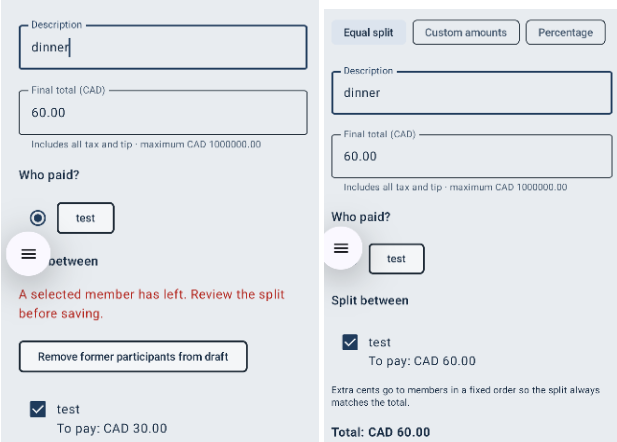 Description
dinner
Final total (CAD)
60.00
Includes all tax and tip · maximum CAD 1000000.00
Who paid?
test
between
A selected member has left. Review the split
before saving.
Remove former participants from draft
test
To pay: CAD 30.00
Equal split
Custom amounts
Percentage
Description
dinner
Final total (CAD)
60.00
Includes all tax and tip · maximum CAD 1000000.00
Who paid?
test
Split between
test
To pay: CAD 60.00
Extra cents go to members in a fixed order so the split always
matches the total.
Total: CAD 60.00